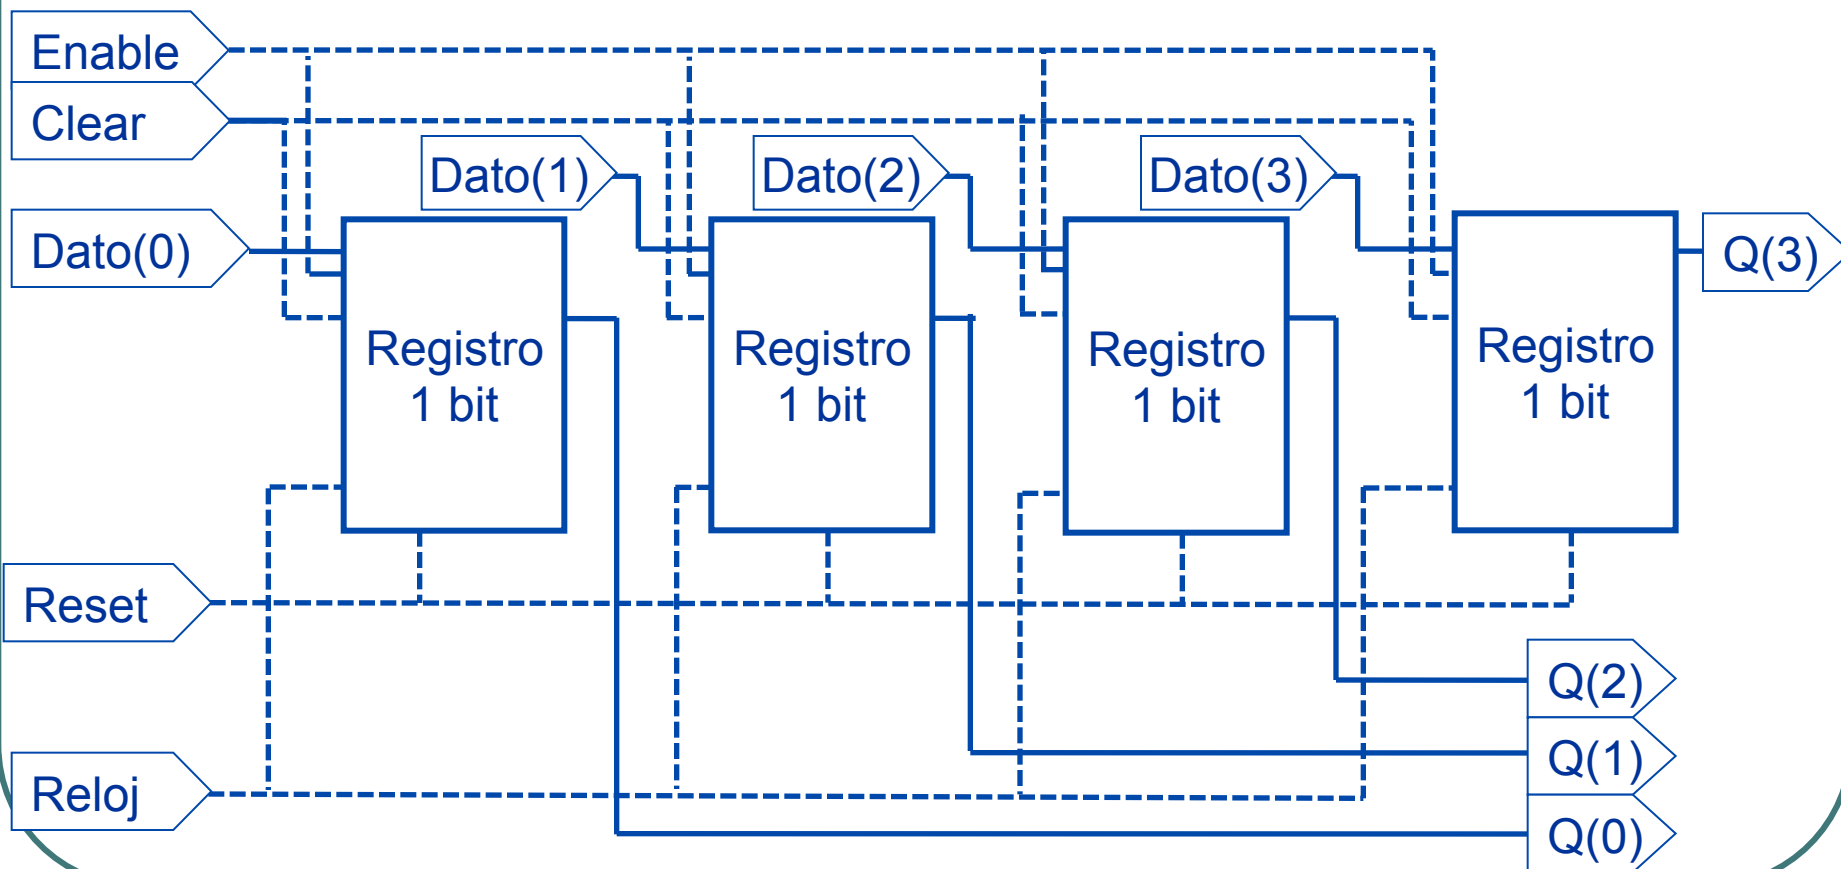 Enable
Clear
Dato(1)
Dato(2)
Dato(3)
Dato(0)
Q(3)
Registro
1 bit
Registro
1 bit
Registro
1 bit
Registro
1 bit
Reset
Q(2)
Q(1)
Reloj
Q(0)